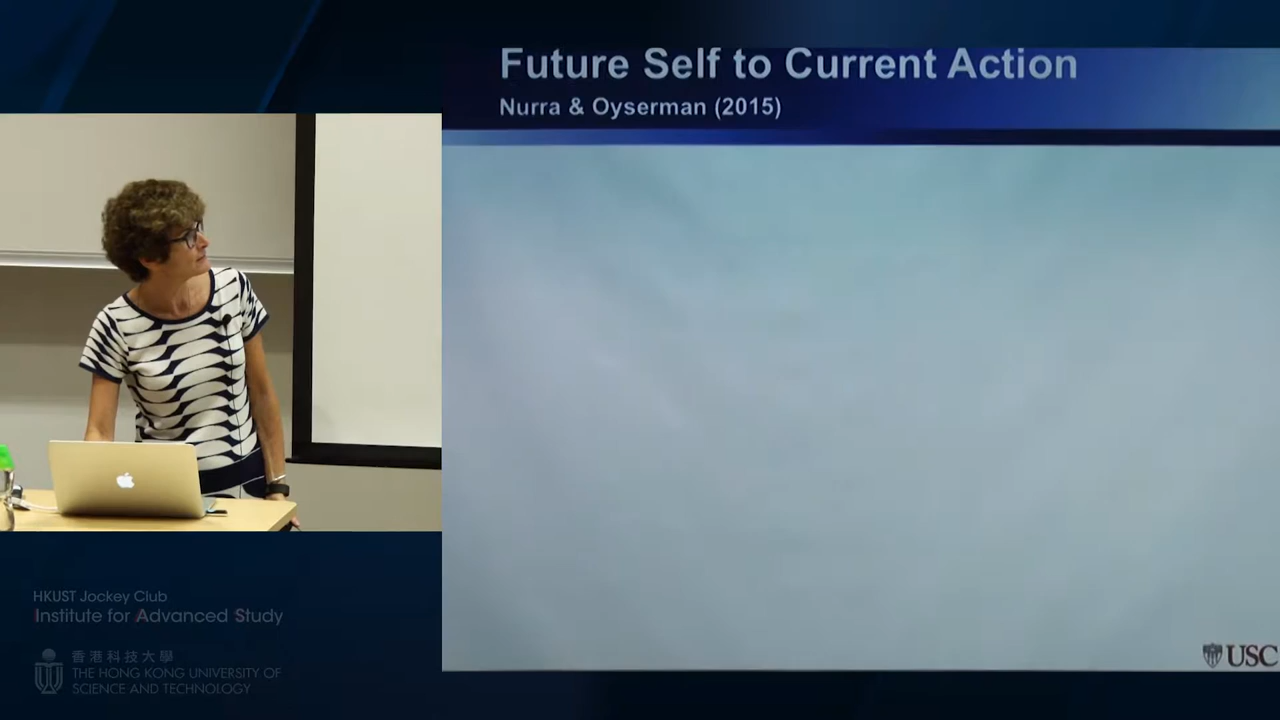 Future Self to Current Action
Nurra & Oyserman (2015)
USC
HKUST Jockey Club
Institute for Advanced Study
香港科技大學
THE HONG KONG UNIVERSITY OF
SCIENCE AND TECHNOLOGY